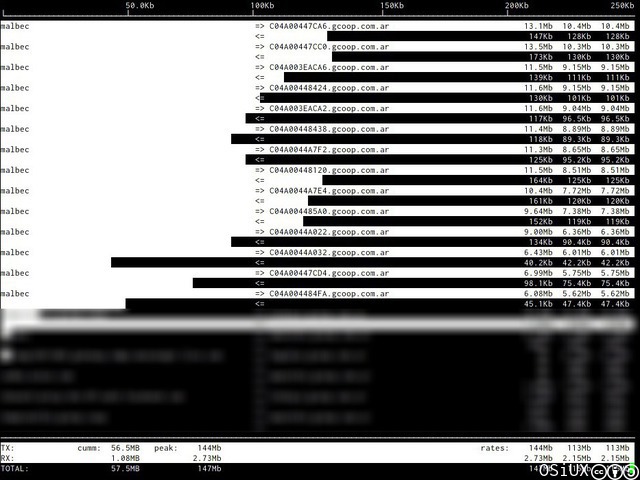 50.0Kb 100Kb 150Kb 200Kb 250Kb
malbec => C04A00447CA6.gcoop.com.ar 13.1Mb 10.4Mb 10.4Mb
<= 147Kb 128Kb 128Kb
malbec => C04A00447CC0.gcoop.com.ar 13.5Mb 10.3Mb 10.3Mb
<= 173Kb 130Kb 130Kb
malbec => C04A003EACA6.gcoop.com.ar 11.5Mb 9.15Mb 9.15Mb
<= 139Kb 111Kb 111Kb
malbec => C04A00448424.gcoop.com.ar 11.6Mb 9.15Mb 9.15Mb
<= 130Kb 101Kb 101Kb
malbec => C04A003EACA2.gcoop.com.ar 11.6Mb 9.04Mb 9.04Mb
<= 117Kb 96.5Kb 96.5Kb
malbec => C04A00448438.gcoop.com.ar 11.4Mb 8.89Mb 8.89Mb
<= 118Kb 89.3Kb 89.3Kb
malbec => C04A0044A7F2.gcoop.com.ar 11.3Mb 8.65Mb 8.65Mb
<= 125Kb 95.2Kb 95.2Kb
malbec => C04A00448120.gcoop.com.ar 11.5Mb 8.51Mb 8.51Mb
<= 164Kb 125Kb 125Kb
malbec => C04A0044A7E4.gcoop.com.ar 10.4Mb 7.72Mb 7.72Mb
<= 161Kb 120Kb 120Kb
malbec => C04A004485A0.gcoop.com.ar 9.64Mb 7.38Mb 7.38Mb
<= 152Kb 119Kb 119Kb
malbec => C04A0044A022.gcoop.com.ar 9.00Mb 6.36Mb 6.36Mb
<= 134Kb 90.4Kb 90.4Kb
malbec => C04A0044A032.gcoop.com.ar 6.43Mb 6.01Mb 6.01Mb
<= 40.2Kb 42.2Kb 42.2Kb
malbec => C04A00447CD4.gcoop.com.ar 6.99Mb 5.75Mb 5.75Mb
<= 98.1Kb 75.4Kb 75.4Kb
malbec => C04A004484FA.gcoop.com.ar 6.08Mb 5.62Mb 5.62Mb
<= 45.1Kb 47.4Kb 47.4Kb
TX: cumm: 56.5MB peak: 144Mb rates: 144Mb 113Mb 113Mb
RX: 1.08MB 2.73Mb 2.73Mb 2.15Mb 2.15Mb
TOTAL: 57.5MB 147Mb
OSiUX cc